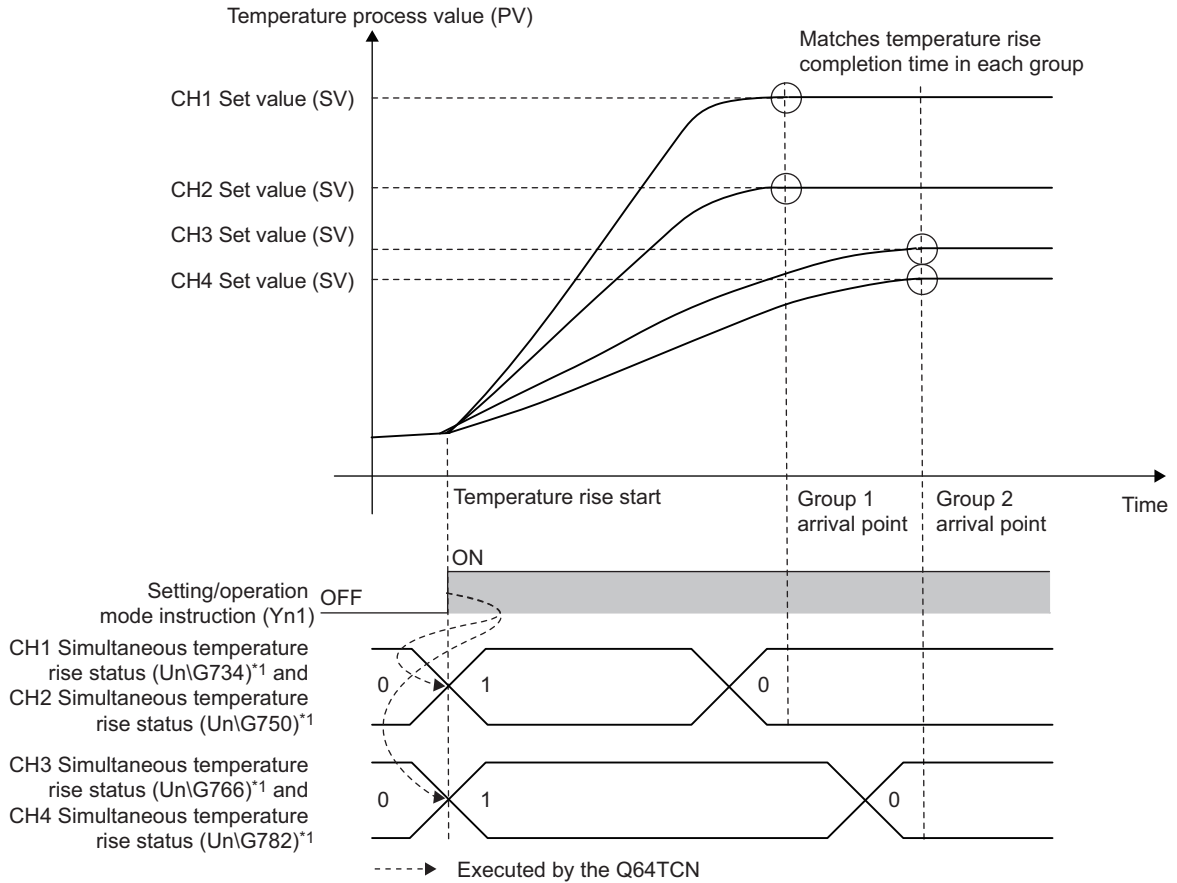 Temperature process value (PV)
Matches temperature rise
completion time in each group
CH1 Set value (SV)
CH2 Set value (SV)
CH3 Set value (SV)
CH4 Set value (SV)
Temperature rise start
Group 1
arrival point
Group 2
arrival point
Time
ON
Setting/operation
mode instruction (Yn1)
OFF
CH1 Simultaneous temperature
rise status (Un\G734)*1 and
CH2 Simultaneous temperature
rise status (Un\G750)*1
0
1
0
CH3 Simultaneous temperature
rise status (Un\G766)*1 and
CH4 Simultaneous temperature
rise status (Un\G782)*1
0
1
0
Executed by the Q64TCN